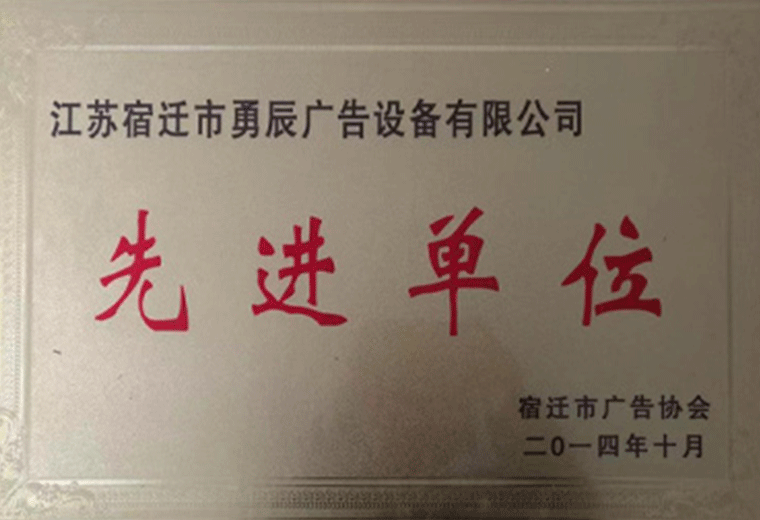 江苏宿迁市勇辰广告设备有限公司
先进单位
宿迁市广告协会
二0一四年十月